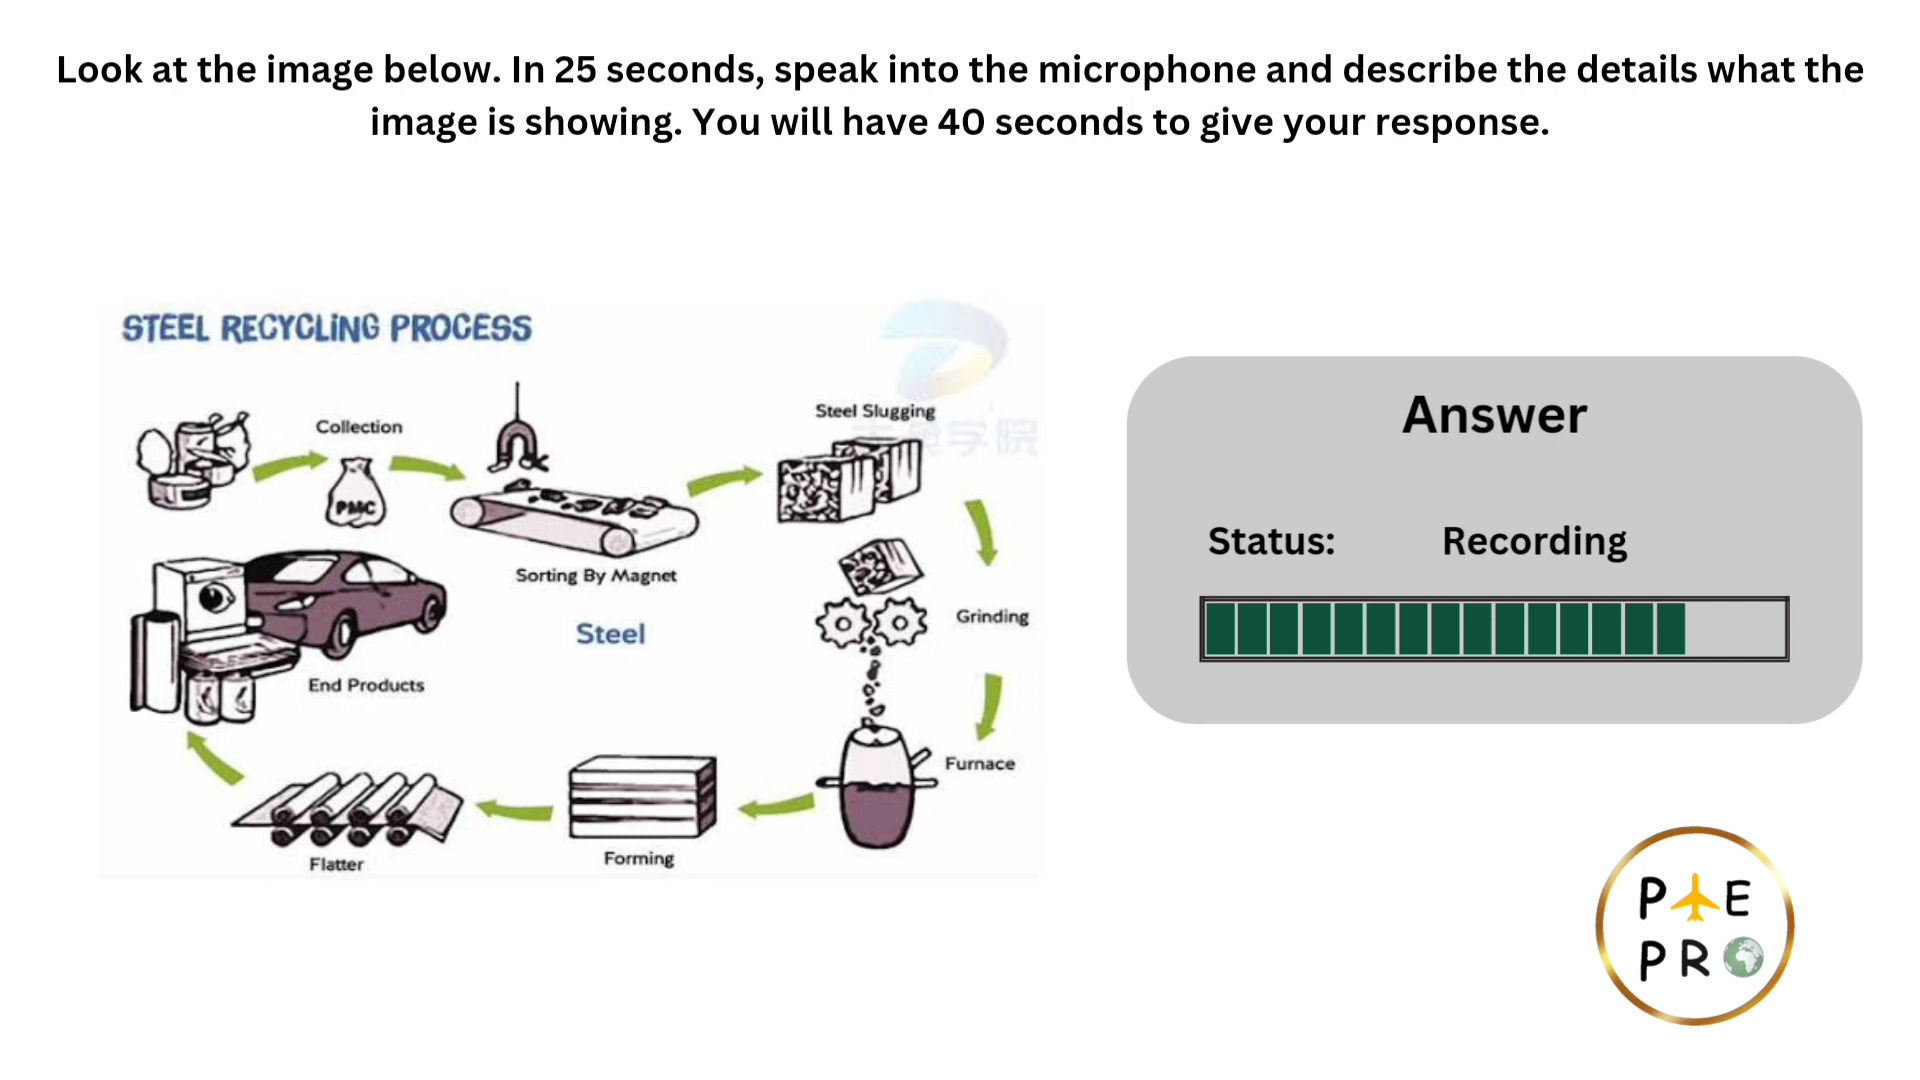 Look at the image below. In 25 seconds, speak into the microphone and describe the details what the
image is showing. You will have 40 seconds to give your response.
STEEL RECYCLING PROCESS
Collection
PMC
Sorting By Magnet
Steel Slugging
Grinding
Furnace
Forming
Flatter
End Products
Steel
Answer
Status: Recording
P E
PR